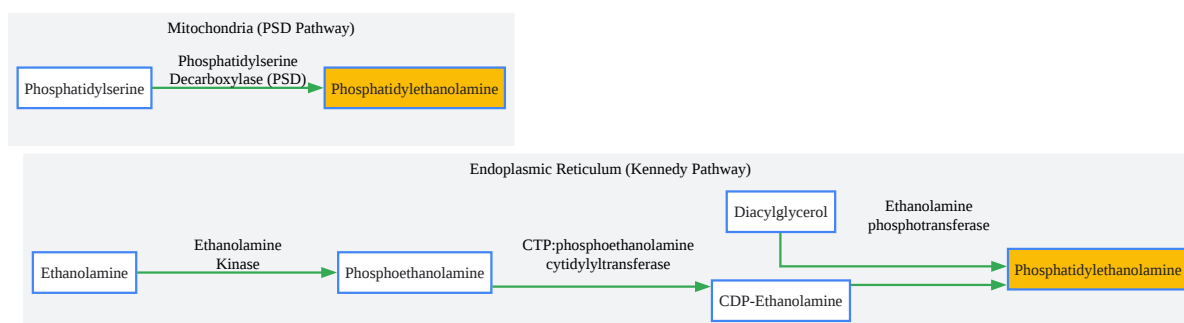 Mitochondria (PSD Pathway)
Phosphatidylserine
Decarboxylase (PSD)
Phosphatidylserine
Phosphatidylethanolamine
Endoplasmic Reticulum (Kennedy Pathway)
Diacylglycerol
Ethanolamine
phosphotransferase
Ethanolamine
Kinase
CTP:phosphoethanolamine
cytidylyltransferase
Ethanolamine
Phosphoethanolamine
Phosphatidylethanolamine
CDP-Ethanolamine